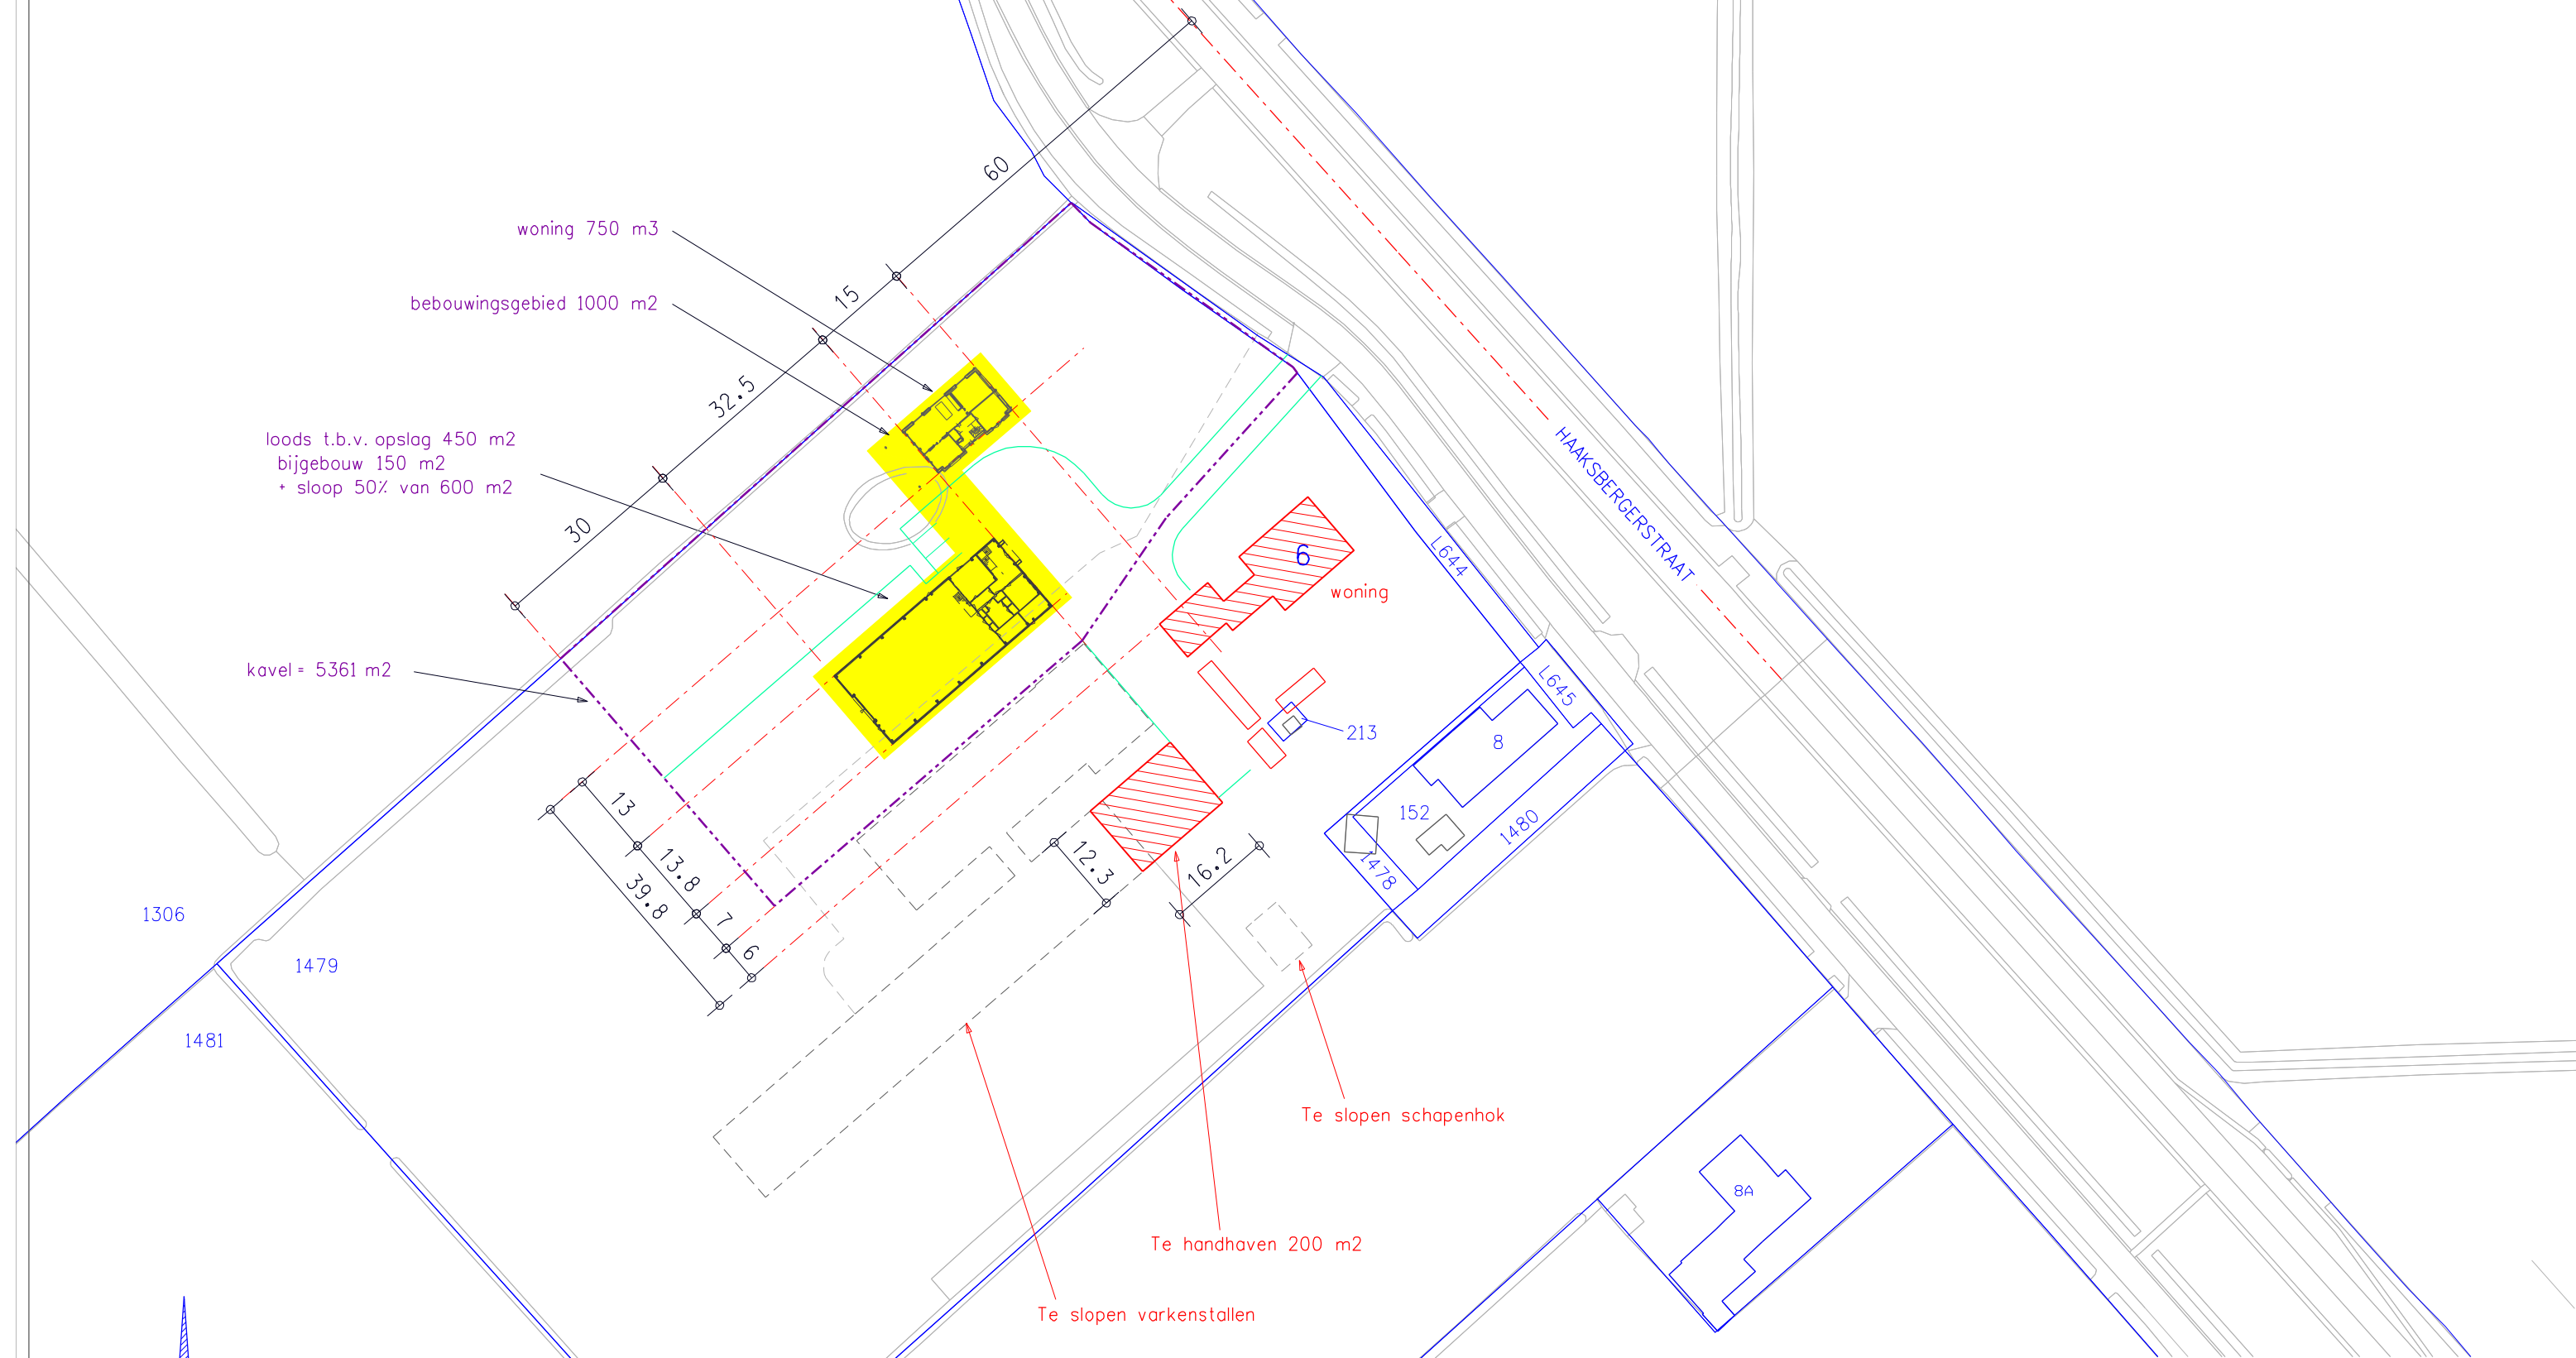 60
woning 750 m3
15
bebouwingsgebied 1000 m2
32.5
loods t.b.v. opslag 450 m2
bijgebouw 150 m2
+ sloop 50% van 600 m2
30
HAAKSBERGERSTRAAT
6
L644
woning
kavel = 5361 m2
L645
213
8
13
152
1480
13.8
12.3
16.2
1478
39.8
7
6
1306
1479
1481
Te slopen schapenhok
8A
Te handhaven 200 m2
Te slopen varkenstallen